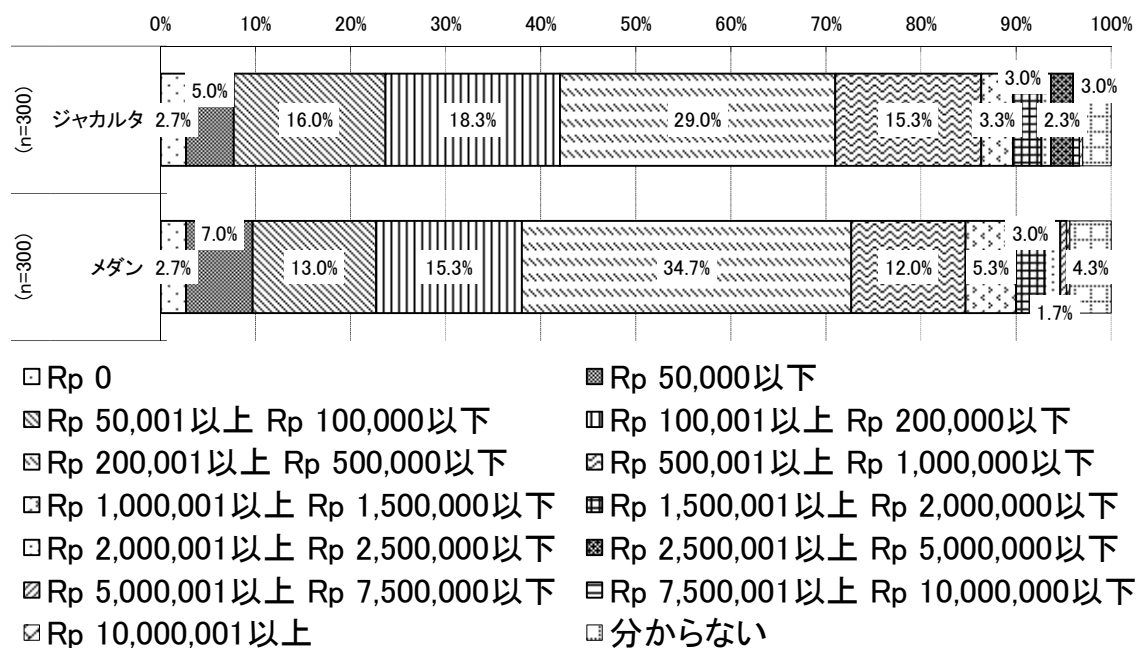 0% 10% 20% 30% 40% 50% 60% 70% 80% 90% 100%
(n=300)
ジャカルタ
2.7% 5.0% 16.0% 18.3% 29.0% 15.3% 3.3% 3.0% 2.3% 3.0%
(n=300)
メダン
2.7% 7.0% 13.0% 15.3% 34.7% 12.0% 5.3% 3.0% 1.7% 4.3%
Rp 0
Rp 50,000以下
Rp 50,001以上 Rp 100,000以下
Rp 100,001以上 Rp 200,000以下
Rp 200,001以上 Rp 500,000以下
Rp 500,001以上 Rp 1,000,000以下
Rp 1,000,001以上 Rp 1,500,000以下
Rp 1,500,001以上 Rp 2,000,000以下
Rp 2,000,001以上 Rp 2,500,000以下
Rp 2,500,001以上 Rp 5,000,000以下
Rp 5,000,001以上 Rp 7,500,000以下
Rp 7,500,001以上 Rp 10,000,000以下
Rp 10,000,001以上
分からない